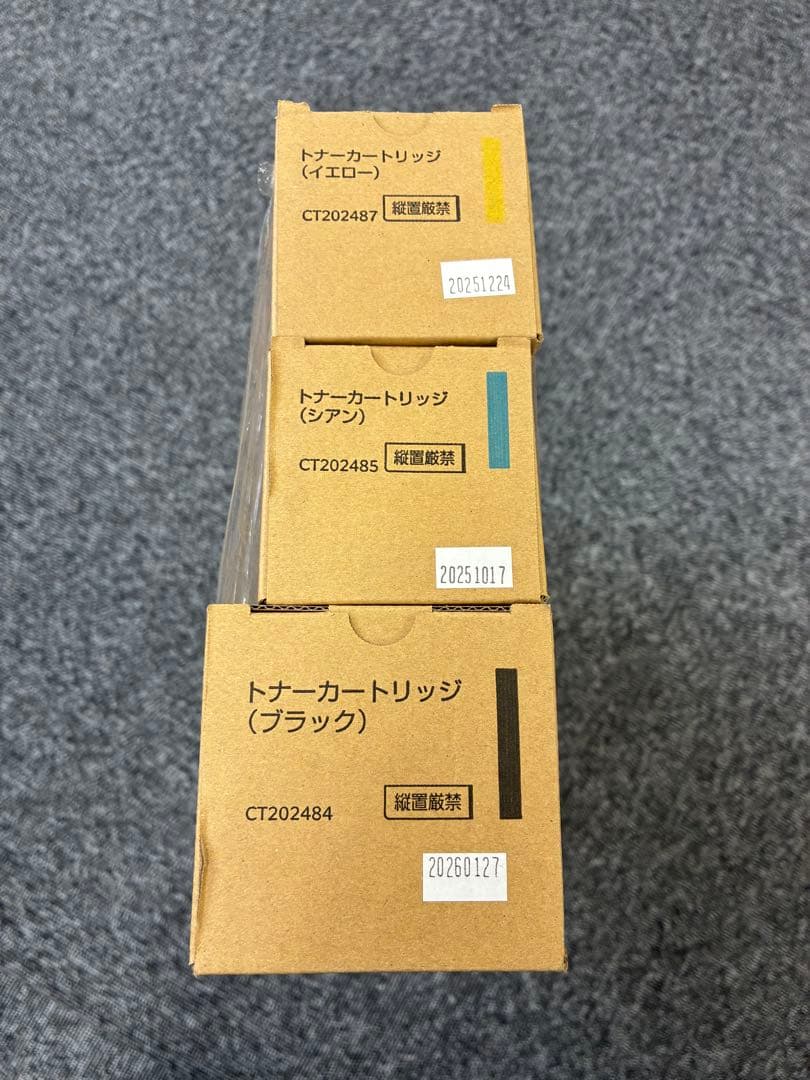 トナーカートリッジ
（イエロー）
CT202487 縦置厳禁
20251224
トナーカートリッジ
（シアン）
CT202485 縦置厳禁
20251017
トナーカートリッジ
（ブラック）
CT202484 縦置厳禁
20260127